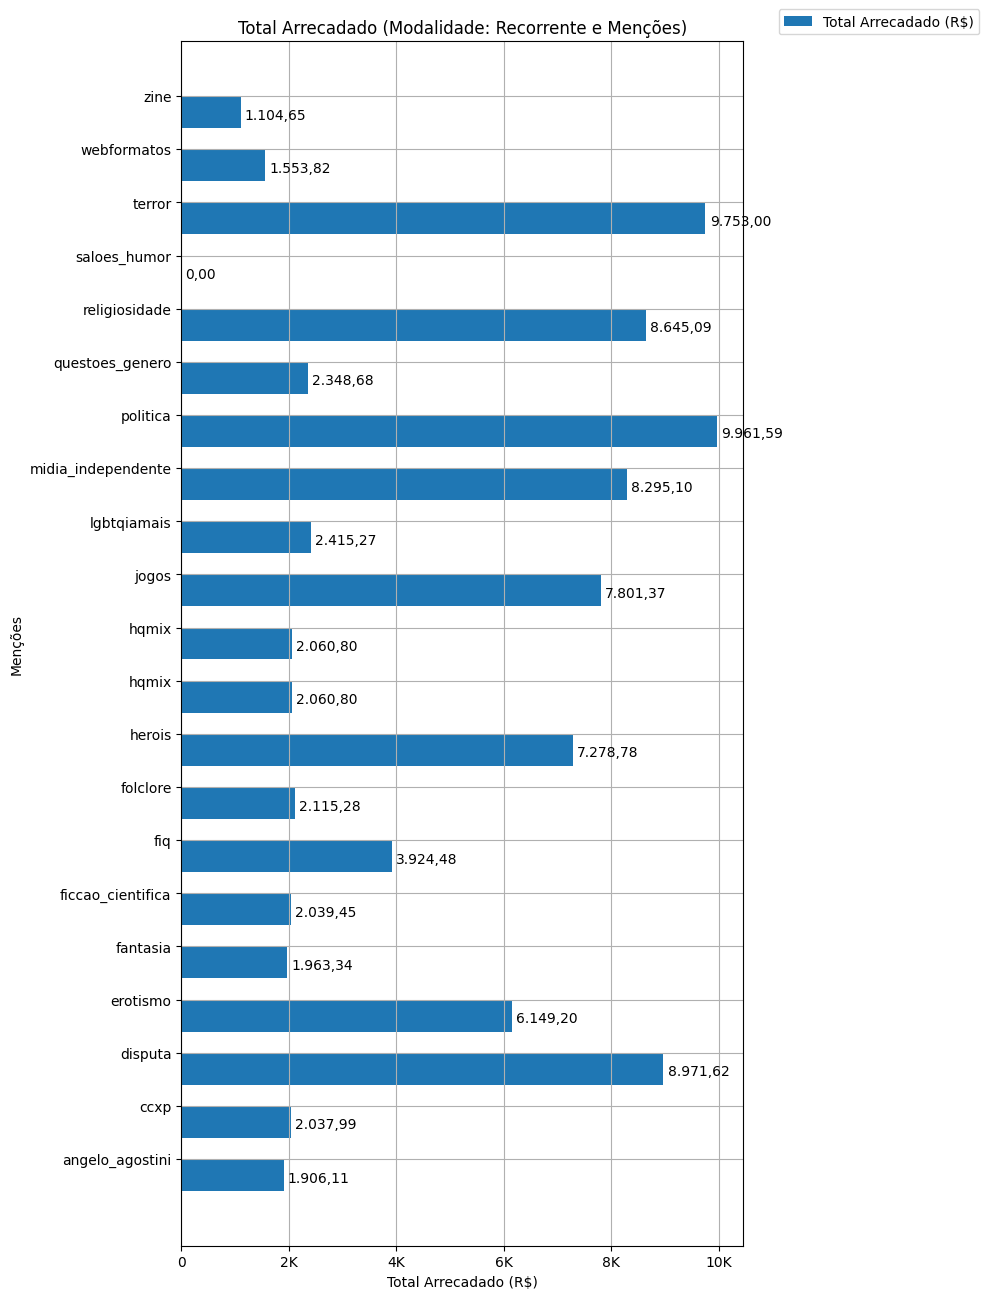 Total Arrecadado (Modalidade: Recorrente e Menções)
Total Arrecadado (R$)
zine 1.104,65
webformatos 1.553,82
terror 9.753,00
saloes_humor 0,00
religiosidade 8.645,09
questoes_genero 2.348,68
politica 9.961,59
midia_independente 8.295,10
lgbtqiamais 2.415,27
jogos 7.801,37
hqmix 2.060,80
hqmix 2.060,80
herois 7.278,78
folclore 2.115,28
fiq 3.924,48
ficcao_cientifica 2.039,45
fantasia 1.963,34
erotismo 6.149,20
disputa 8.971,62
ccxp 2.037,99
angelo_agostini 1.906,11
Menções
0 2K 4K 6K 8K 10K
Total Arrecadado (R$)